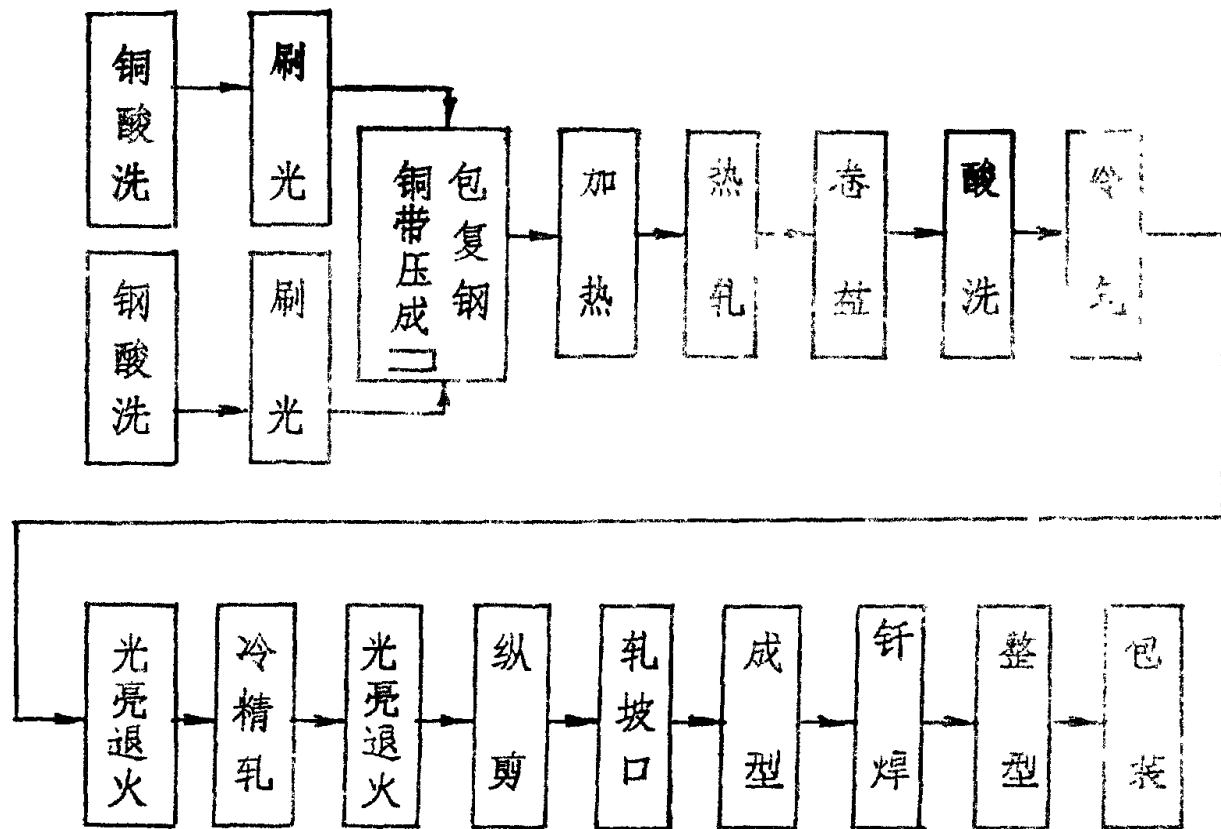 铜酸洗
刷光
钢酸洗
刷光
包复钢
铜带压成
加热
热轧
卷
酸洗
冷轧
光亮退火
冷精轧
光亮退火
纵剪
轧坡口
成型
钎焊
整型
包装